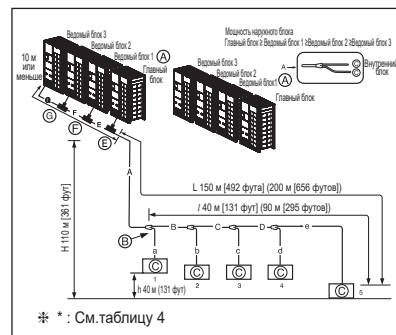 Ведомый блок 3
Ведомый блок 2
Ведомый блок 1
A
Главный
блок
10 м
или
меньше
Мощность наружного блока
Главный блок ≥ Ведомый блок 1 ≥Ведомый блок 2 ≥Ведомый блок 3
Ведомый блок 3
Ведомый блок 2
Ведомый блок1
A
Главный блок
A
C
C
Внутренний
блок
G
F
E
g
F
E
A
L 150 м [492 фута] (200 м [656 футов])
l 40 м [131 фут] (90 м [295 футов])
H 110 м [361 фут]
B
B
C
D
e
a
b
c
d
C
C
C
C
C
1
2
3
4
5
h 40 м (131 фут)
* : См.таблицу 4